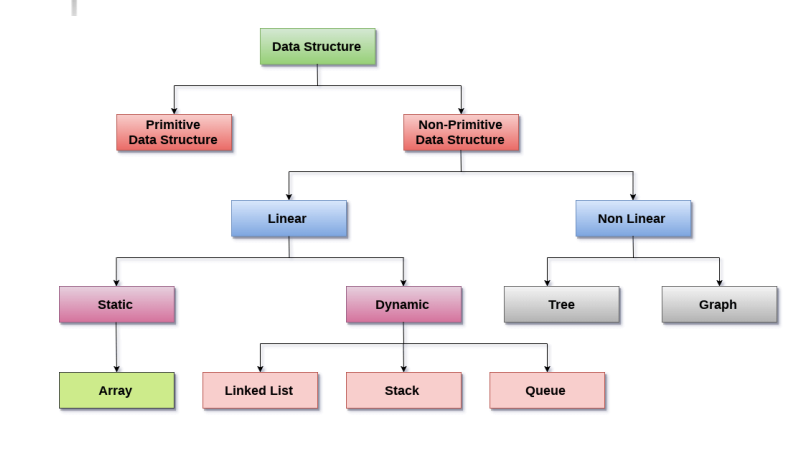 Data Structure
Primitive
Data Structure
Non-Primitive
Data Structure
Linear
Non Linear
Static
Dynamic
Tree
Graph
Array
Linked List
Stack
Queue